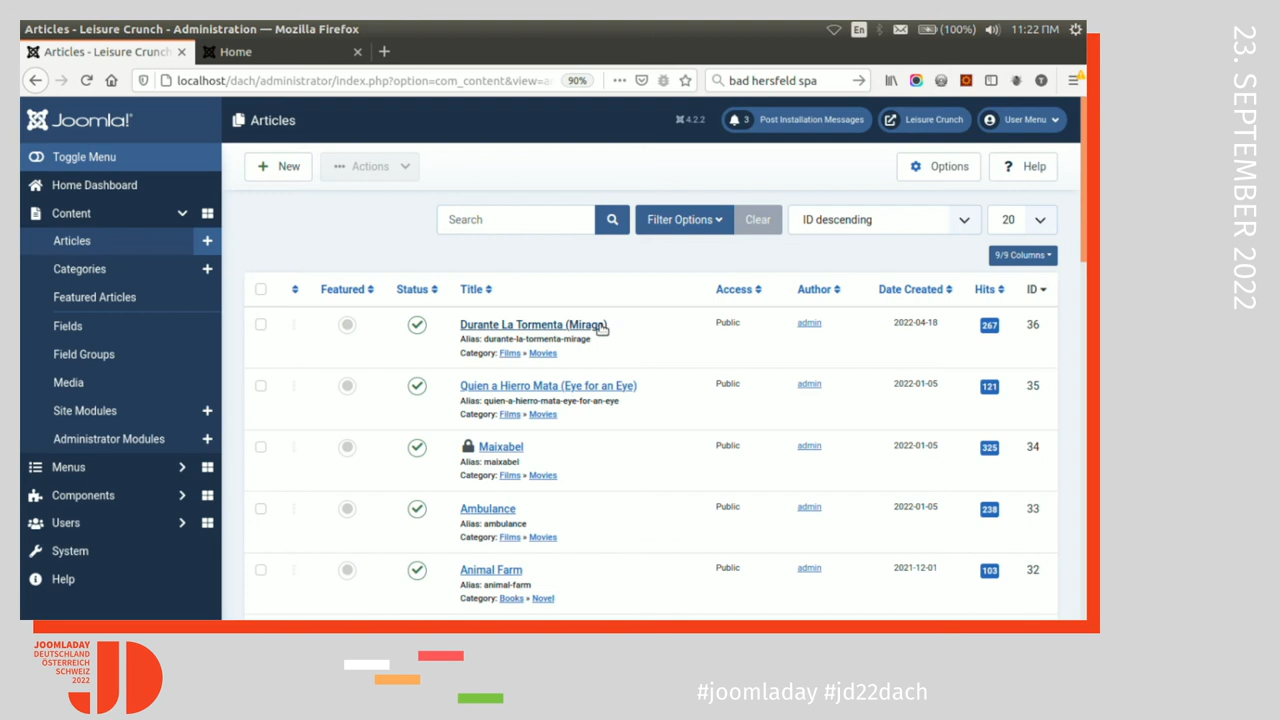 Articles - Leisure Crunch - Administration — Mozilla Firefox
En (100%) 11:22 ΠΜ
Articles - Leisure Crunch
Home
localhost/dach/administrator/index.php?option=com_content&view=a
90%
bad hersfeld spa
Joomla!
Articles
4.2.2
3 Post Installation Messages
Leisure Crunch
User Menu
Toggle Menu
Home Dashboard
Content
Articles
Categories
Featured Articles
Fields
Field Groups
Media
Site Modules
Administrator Modules
Menus
Components
Users
System
Help
New
Actions
Options
Help
Search
Filter Options
Clear
ID descending
20
9/9 Columns
Featured Status Title Access Author Date Created Hits ID
Durante La Tormenta (Mirage) Public admin 2022-04-18 267 36
Alias: durante-la-tormenta-mirage
Category: Films » Movies
Quien a Hierro Mata (Eye for an Eye) Public admin 2022-01-05 121 35
Alias: quien-a-hierro-mata-eye-for-an-eye
Category: Films » Movies
Maixabel Public admin 2022-01-05 325 34
Alias: maixabel
Category: Films » Movies
Ambulance Public admin 2022-01-05 238 33
Alias: ambulance
Category: Films » Movies
Animal Farm Public admin 2021-12-01 103 32
Alias: animal-farm
Category: Books » Novel
23. SEPTEMBER 2022
JOOMLADAY
DEUTSCHLAND
ÖSTERREICH
SCHWEIZ
2022
JD
#joomladay #jd22dach